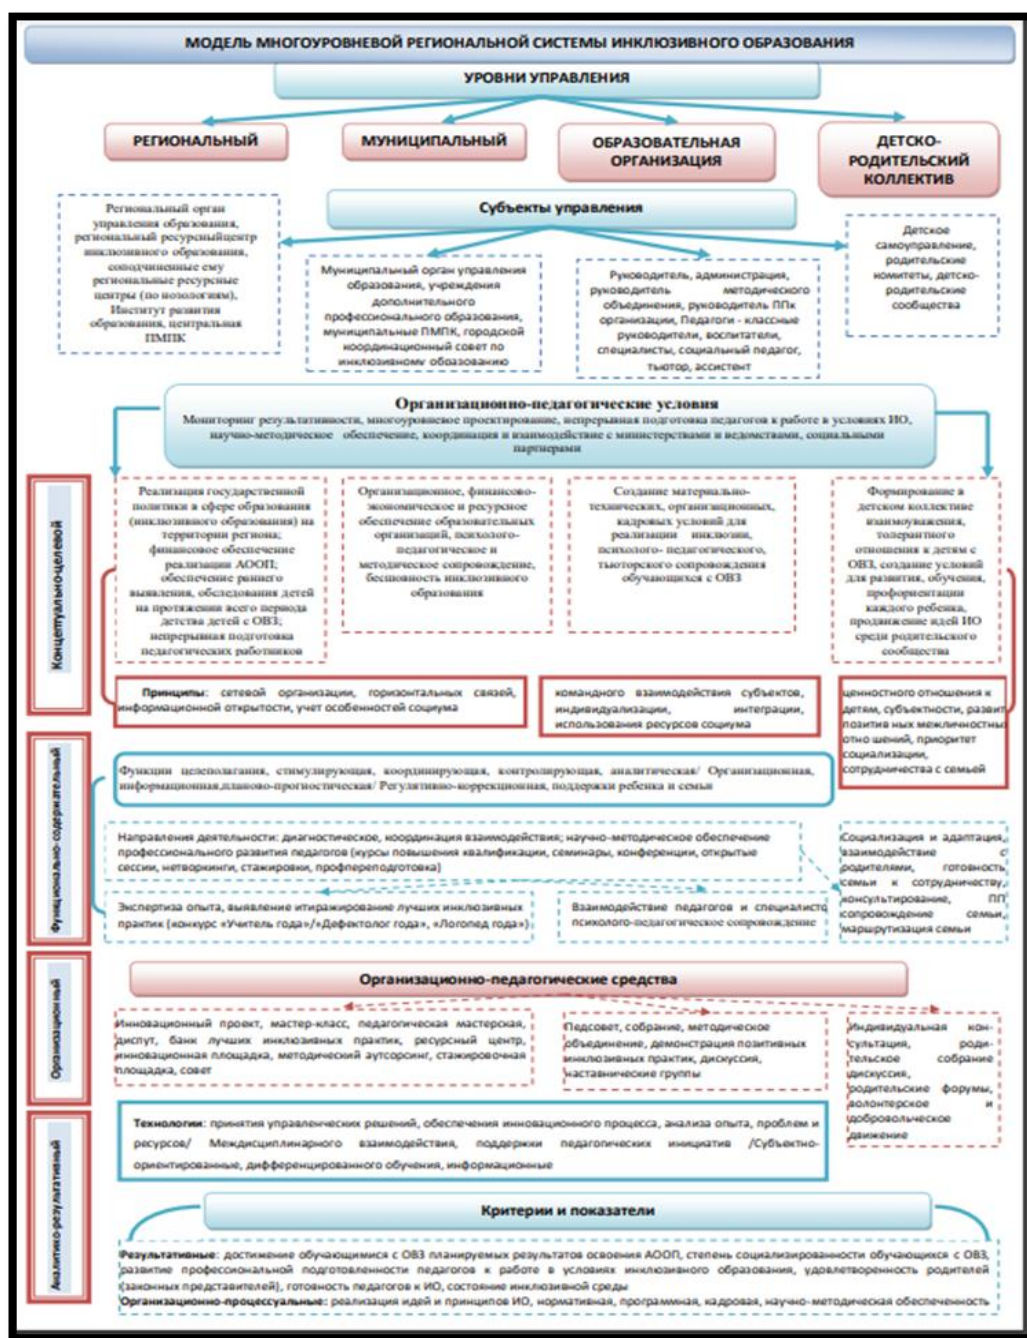 МОДЕЛЬ МНОГОУРОВНЕВОЙ РЕГИОНАЛЬНОЙ СИСТЕМЫ ИНКЛЮЗИВНОГО ОБРАЗОВАНИЯ
УРОВНИ УПРАВЛЕНИЯ
РЕГИОНАЛЬНЫЙ
МУНИЦИПАЛЬНЫЙ
ОБРАЗОВАТЕЛЬНАЯ
ОРГАНИЗАЦИЯ
ДЕТСКО-
РОДИТЕЛЬСКИЙ
КОЛЛЕКТИВ
Субъекты управления
Региональный орган
управления образования,
региональный ресурсныйцентр
инклюзивного образования,
соподчиненные ему
региональные ресурсные
центры (по нозологиям),
Институт развития
образования, центральная
ПМПК
Муниципальный орган управления
образования, учреждения
дополнительного
профессионального образования,
муниципальные ПМПК, городской
координационный совет по
инклюзивному образованию
Руководитель, администрация,
руководитель методического
объединения, руководитель ППк
организации, Педагоги - классные
руководители, воспитатели,
специалисты, социальный педагог,
тьютор, ассистент
Детское
самоуправление,
родительские
комитеты, детско-
родительские
сообщества
Организационно-педагогические условия
Мониторинг результативности, многоуровневое проектирование, непрерывная подготовка педагогов к работе в условиях ИО,
научно-методическое обеспечение, координация и взаимодействие с министерствами и ведомствами, социальными
партнерами
Концептуально-целевой
Реализация государственной
политики в сфере образования
(инклюзивного образования) на
территории региона;
финансовое обеспечение
реализации АООП;
обеспечение раннего
выявления, обследования детей
на протяжении всего периода
детства детей с ОВЗ;
непрерывная подготовка
педагогических работников
Организационное, финансово-
экономическое и ресурсное
обеспечение образовательных
организаций, психолого-
педагогическое и
методическое сопровождение,
бесшовность инклюзивного
образования
Создание материально-
технических, организационных,
кадровых условий для
реализации инклюзии,
психолого- педагогического,
тьюторского сопровождения
обучающихся с ОВЗ
Формирование в
детском коллективе
взаимоуважения,
толерантного
отношения к детям с
ОВЗ, создание условий
для развития, обучения,
профориентации
каждого ребенка,
продвижение идей ИО
среди родительского
сообщества
Принципы: сетевой организации, горизонтальных связей,
информационной открытости, учет особенностей социума
командного взаимодействия субъектов,
индивидуализации, интеграции,
использования ресурсов социума
ценностного отношения к
детям, субъектности, развит
позитив ных межличностных
отно шений, приоритет
социализации,
сотрудничества с семьей
Функционально-содержательный
Функции целеполагания, стимулирующая, координирующая, контролирующая, аналитическая/ Организационная,
информационная,планово-прогностическая/ Регулятивно-коррекционная, поддержки ребенка и семьи
Направления деятельности: диагностическое, координация взаимодействия; научно-методическое обеспечение
профессионального развития педагогов (курсы повышения квалификации, семинары, конференции, открытые
сессии, нетворкинги, стажировки, профпереподготовка)
Экспертиза опыта, выявление итиражирование лучших инклюзивных
практик (конкурс «Учитель года»/»Дефектолог года», «Логопед года»)
Взаимодействие педагогов и специалисто
психолого-педагогическое сопровождение
Социализация и адаптация,
взаимодействие с
родителями, готовность
семьи к сотрудничеству,
консультирование, ПП
сопровождение семьи,
маршрутизация семьи
Организационный
Организационно-педагогические средства
Инновационный проект, мастер-класс, педагогическая мастерская,
диспут, банк лучших инклюзивных практик, ресурсный центр,
инновационная площадка, методический аутсорсинг, стажировочная
площадка, совет
Педсовет, собрание, методическое
объединение, демонстрация позитивных
инклюзивных практик, дискуссия,
наставнические группы
Индивидуальная кон-
сультация, роди-
тельское собрание
дискуссия,
родительские форумы,
волонтерское и
добровольческое
движение
Аналитико-результативный
Технологии: принятия управленческих решений, обеспечения инновационного процесса, анализа опыта, проблем и
ресурсов/ Междисциплинарного взаимодействия, поддержки педагогических инициатив /Субъектно-
ориентированные, дифференцированного обучения, информационные
Критерии и показатели
Результативные: достижение обучающимися с ОВЗ планируемых результатов освоения АООП, степень социализированности обучающихся с ОВЗ,
развитие профессиональной подготовленности педагогов к работе в условиях инклюзивного образования, удовлетворенность родителей
(законных представителей), готовность педагогов к ИО, состояние инклюзивной среды
Организационно-процессуальные: реализация идей и принципов ИО, нормативная, программная, кадровая, научно-методическая обеспеченность